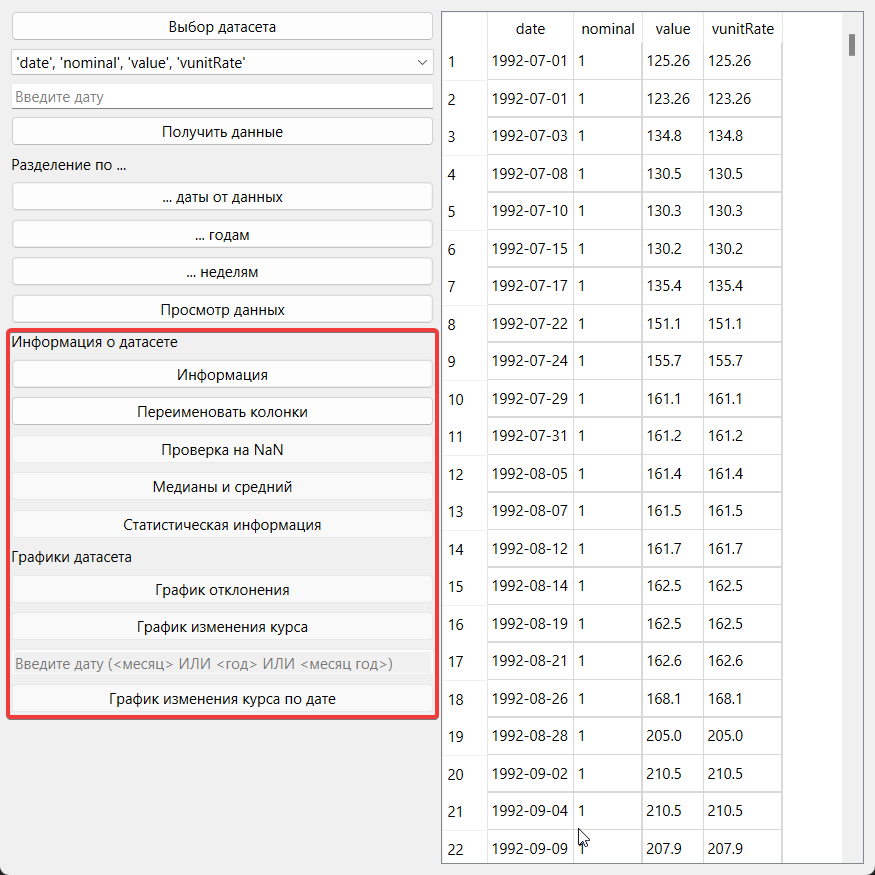 Выбор датасета
'date', 'nominal', 'value', 'vunitRate'
Введите дату
Получить данные
Разделение по ...
... даты от данных
... годам
... неделям
Просмотр данных
Информация о датасете
Информация
Переименовать колонки
Проверка на NaN
Медианы и средний
Статистическая информация
Графики датасета
График отклонения
График изменения курса
Введите дату (<месяц> ИЛИ <год> ИЛИ <месяц год>)
График изменения курса по дате
date nominal value vunitRate
1 1992-07-01 1 125.26 125.26
2 1992-07-01 1 123.26 123.26
3 1992-07-03 1 134.8 134.8
4 1992-07-08 1 130.5 130.5
5 1992-07-10 1 130.3 130.3
6 1992-07-15 1 130.2 130.2
7 1992-07-17 1 135.4 135.4
8 1992-07-22 1 151.1 151.1
9 1992-07-24 1 155.7 155.7
10 1992-07-29 1 161.1 161.1
11 1992-07-31 1 161.2 161.2
12 1992-08-05 1 161.4 161.4
13 1992-08-07 1 161.5 161.5
14 1992-08-12 1 161.7 161.7
15 1992-08-14 1 162.5 162.5
16 1992-08-19 1 162.5 162.5
17 1992-08-21 1 162.6 162.6
18 1992-08-26 1 168.1 168.1
19 1992-08-28 1 205.0 205.0
20 1992-09-02 1 210.5 210.5
21 1992-09-04 1 210.5 210.5
22 1992-09-09 1 207.9 207.9